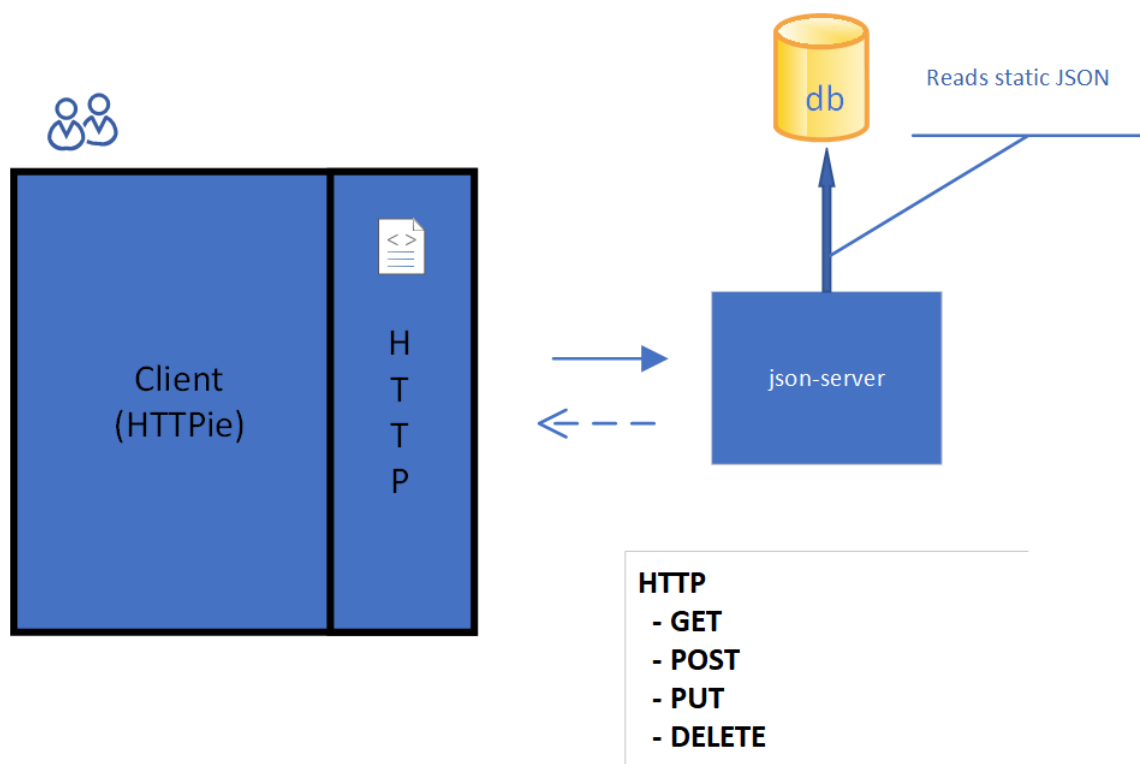 db
Reads static JSON
Client
(HTTPie)
< >
H
T
T
P
json-server
HTTP
- GET
- POST
- PUT
- DELETE